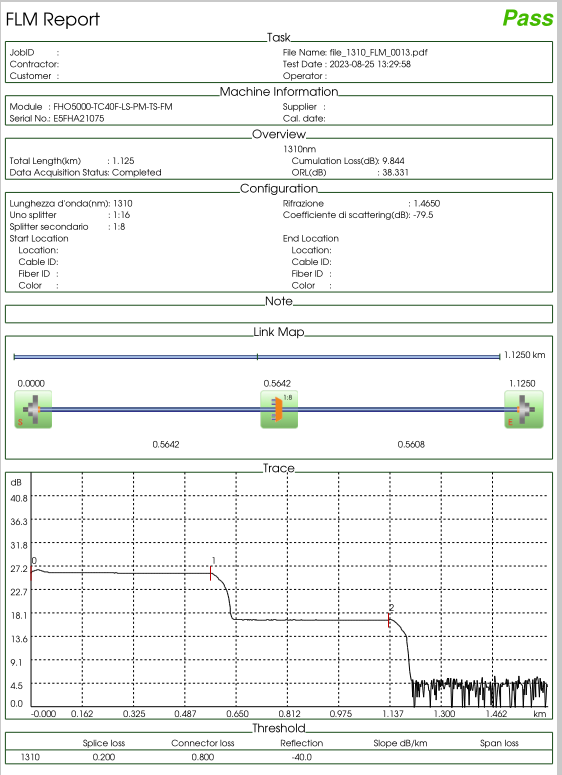 FLM Report
Pass
Task
JobID :
File Name: file_1310_FLM_0013.pdf
Contractor:
Test Date : 2023-08-25 13:29:58
Customer :
Operator :
Machine Information
Module : FHO5000-TC40F-LS-PM-TS-FM
Supplier :
Serial No.: E5FHA21075
Cal. date:
Overview
1310nm
Total Length(km) : 1.125
Cumulation Loss(dB): 9.844
Data Acquisition Status: Completed
ORL(dB) : 38.331
Configuration
Lunghezza d'onda(nm): 1310
Rifrazione : 1.4650
Uno splitter : 1:16
Coefficiente di scattering(dB): -79.5
Splitter secondario : 1:8
Start Location
End Location
Location:
Location:
Cable ID:
Cable ID:
Fiber ID :
Fiber ID :
Color :
Color :
Note
Link Map
1.1250 km
0.0000 0.5642 1.1250
1:8
S E
0.5642 0.5608
Trace
dB
40.8
36.3
31.8
27.2
22.7
18.1
13.6
9.1
4.5
0.0
0 1 2
-0.000 0.162 0.325 0.487 0.650 0.812 0.975 1.137 1.300 1.462 km
Threshold
Splice loss Connector loss Reflection Slope dB/km Span loss
1310 0.200 0.800 -40.0